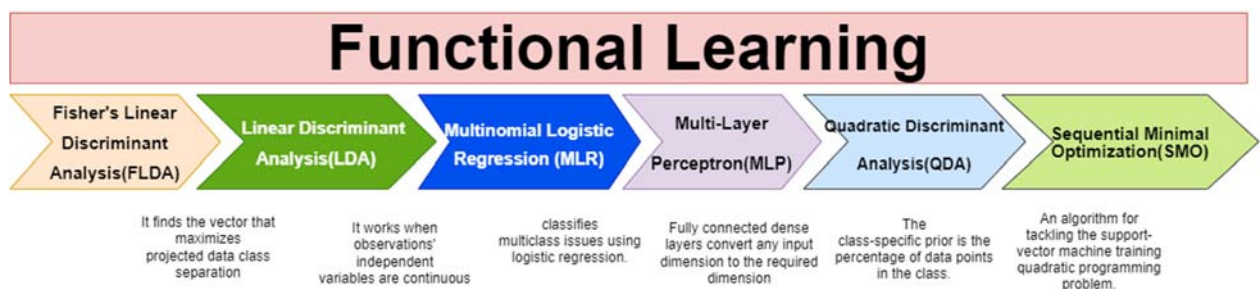 Functional Learning
Fisher's Linear
Discriminant
Analysis(FLDA)
Linear Discriminant
Analysis(LDA)
Multinomial Logistic
Regression (MLR)
Multi-Layer
Perceptron(MLP)
Quadratic Discriminant
Analysis(QDA)
Sequential Minimal
Optimization(SMO)
It finds the vector that
maximizes
projected data class
separation
It works when
observations'
independent
variables are continuous
classifies
multiclass issues using
logistic regression.
Fully connected dense
layers convert any input
dimension to the required
dimension
The
class-specific prior is the
percentage of data points
in the class.
An algorithm for
tackling the support-
vector machine training
quadratic programming
problem.